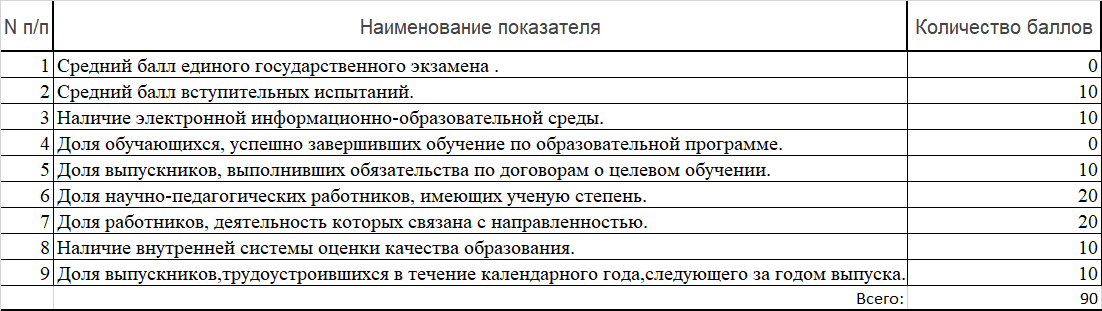 N п/п Наименование показателя Количество баллов
1 Средний балл единого государственного экзамена . 0
2 Средний балл вступительных испытаний. 10
3 Наличие электронной информационно-образовательной среды. 10
4 Доля обучающихся, успешно завершивших обучение по образовательной программе. 0
5 Доля выпускников, выполнивших обязательства по договорам о целевом обучении. 10
6 Доля научно-педагогических работников, имеющих ученую степень. 20
7 Доля работников, деятельность которых связана с направленностью. 20
8 Наличие внутренней системы оценки качества образования. 10
9 Доля выпускников,трудоустроившихся в течение календарного года,следующего за годом выпуска. 10
Всего: 90